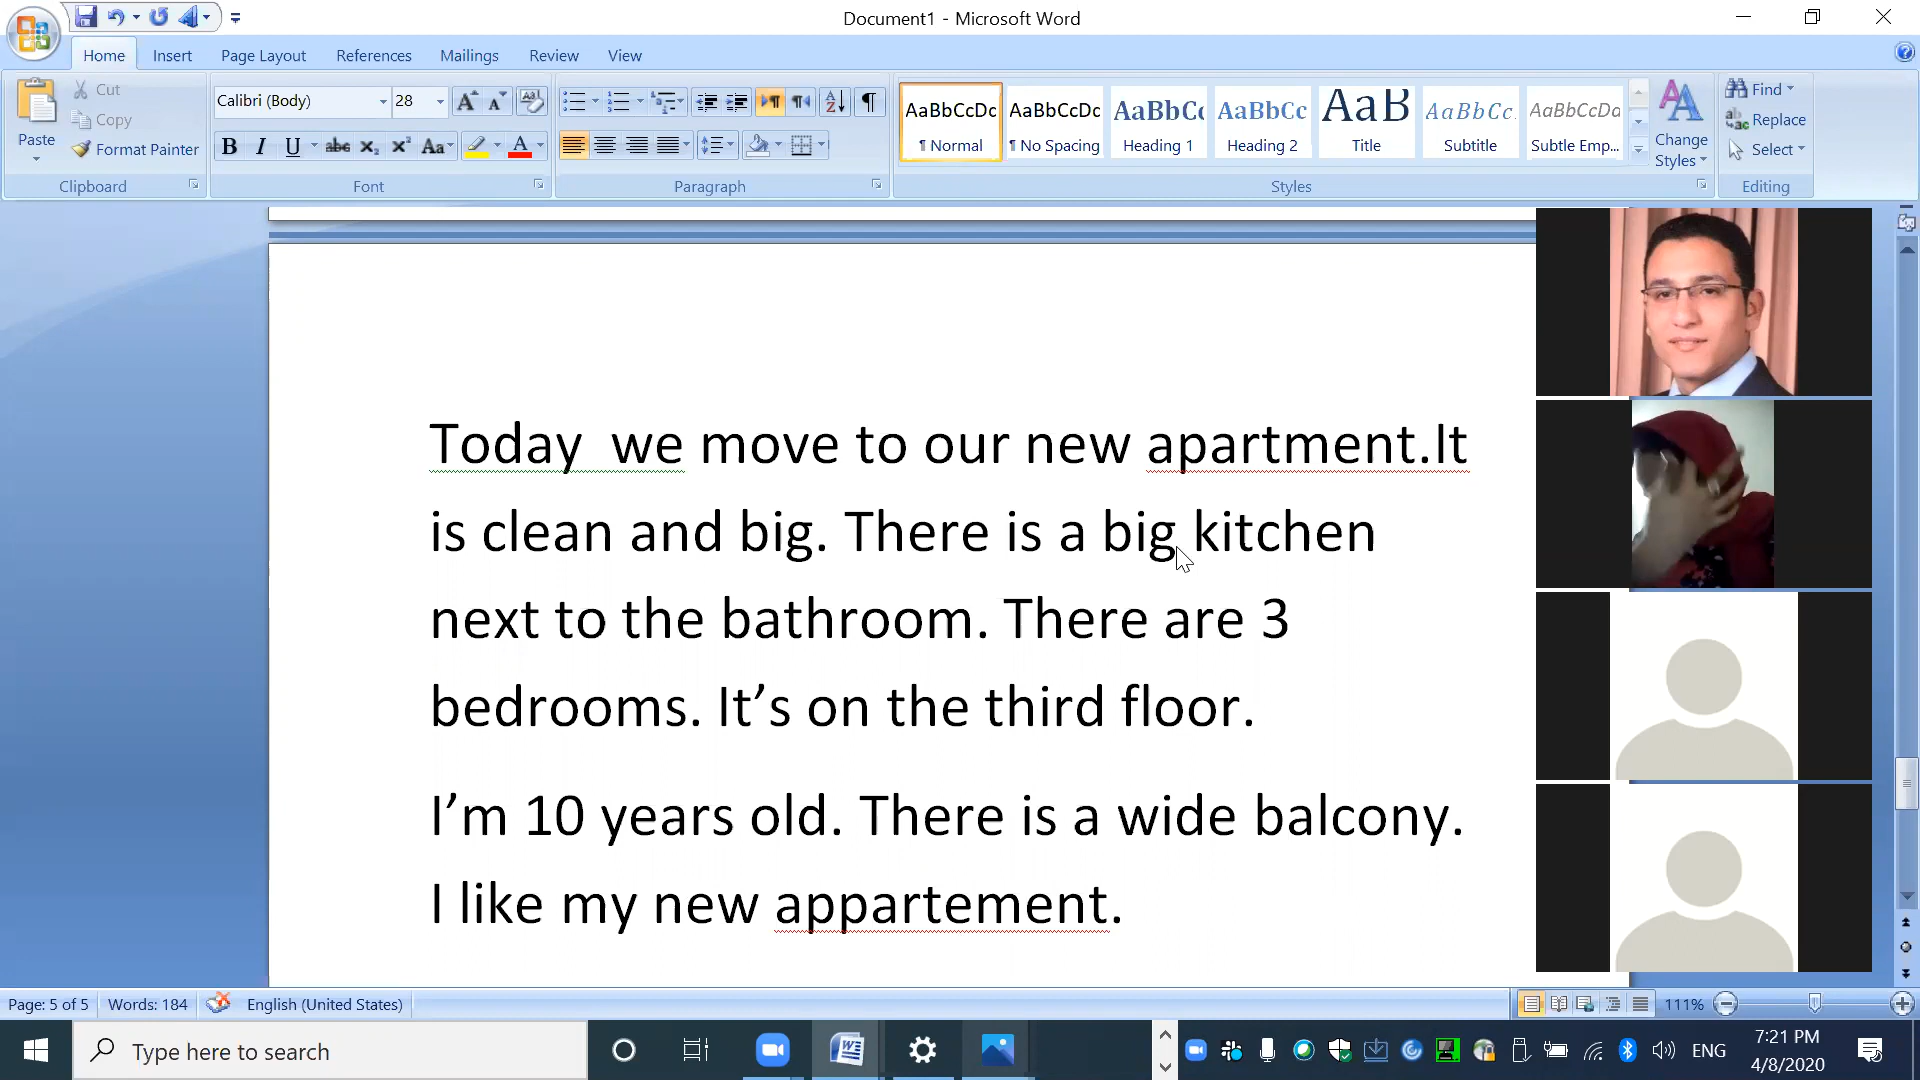 Document1 - Microsoft Word
Home Insert Page Layout References Mailings Review View
Paste
Cut
Copy
Format Painter
Clipboard
Calibri (Body) 28
B I U abc x₂ x² Aa A
Font
Paragraph
AaBbCcDc AaBbCcDc AaBbCc AaBbCc AaB AaBbCc. AaBbCcDc
¶ Normal ¶ No Spacing Heading 1 Heading 2 Title Subtitle Subtle Emp...
Styles
Change
Styles
Find
Replace
Select
Editing
Today  we move to our new apartment.It
is clean and big. There is a big kitchen
next to the bathroom. There are 3
bedrooms. It’s on the third floor.
I’m 10 years old. There is a wide balcony.
I like my new appartement.
Page: 5 of 5 Words: 184 English (United States) 111%
Type here to search
ENG
7:21 PM
4/8/2020